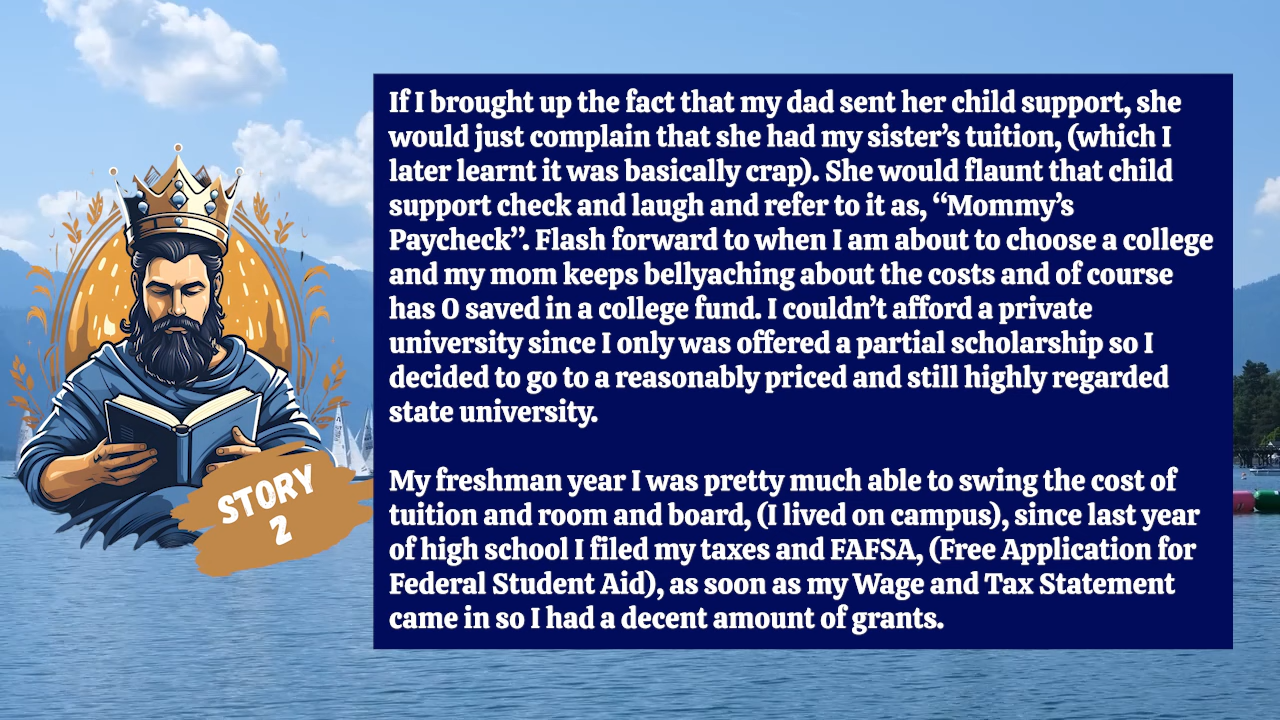 If I brought up the fact that my dad sent her child support, she
would just complain that she had my sister’s tuition, (which I
later learnt it was basically crap). She would flaunt that child
support check and laugh and refer to it as, “Mommy’s
Paycheck”. Flash forward to when I am about to choose a college
and my mom keeps bellyaching about the costs and of course
has 0 saved in a college fund. I couldn’t afford a private
university since I only was offered a partial scholarship so I
decided to go to a reasonably priced and still highly regarded
state university.
My freshman year I was pretty much able to swing the cost of
tuition and room and board, (I lived on campus), since last year
of high school I filed my taxes and FAFSA, (Free Application for
Federal Student Aid), as soon as my Wage and Tax Statement
came in so I had a decent amount of grants.
STORY
2